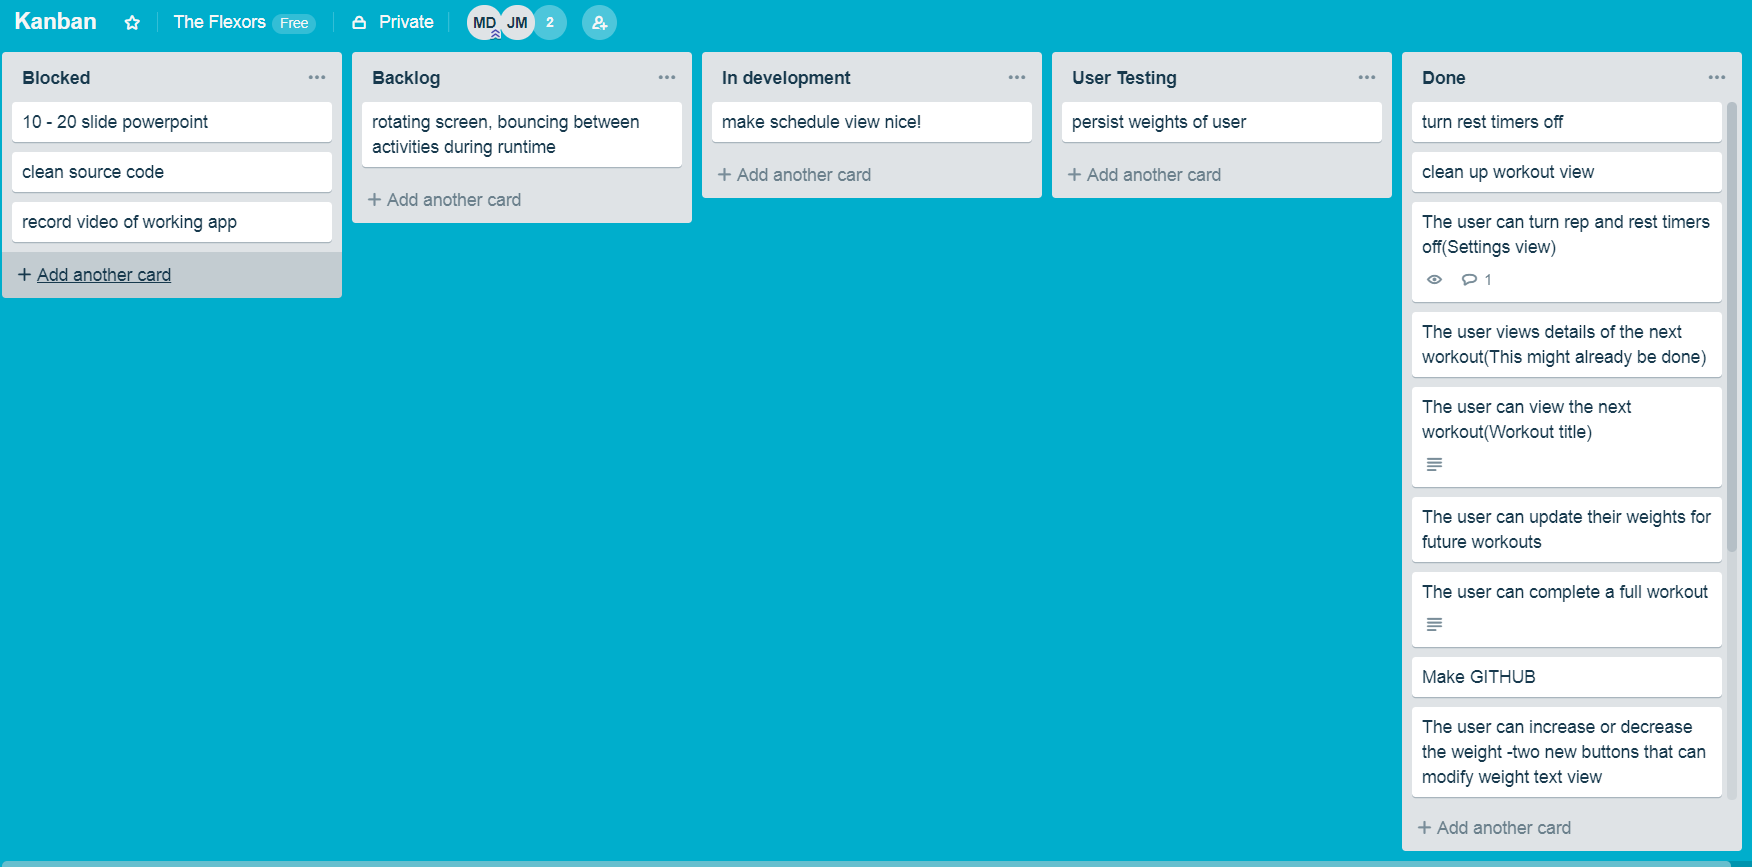 Kanban
The Flexors Free
Private
MD JM 2
Blocked
10 - 20 slide powerpoint
clean source code
record video of working app
+ Add another card
Backlog
rotating screen, bouncing between
activities during runtime
+ Add another card
In development
make schedule view nice!
+ Add another card
User Testing
persist weights of user
+ Add another card
Done
turn rest timers off
clean up workout view
The user can turn rep and rest timers
off(Settings view)
1
The user views details of the next
workout(This might already be done)
The user can view the next
workout(Workout title)
The user can update their weights for
future workouts
The user can complete a full workout
Make GITHUB
The user can increase or decrease
the weight -two new buttons that can
modify weight text view
+ Add another card